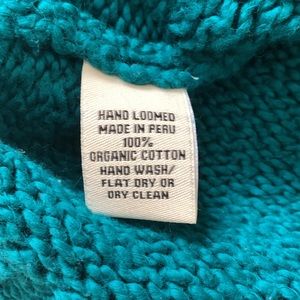 HAND LOOMED
MADE IN PERU
100%
ORGANIC COTTON
HAND WASH/
FLAT DRY OR
DRY CLEAN